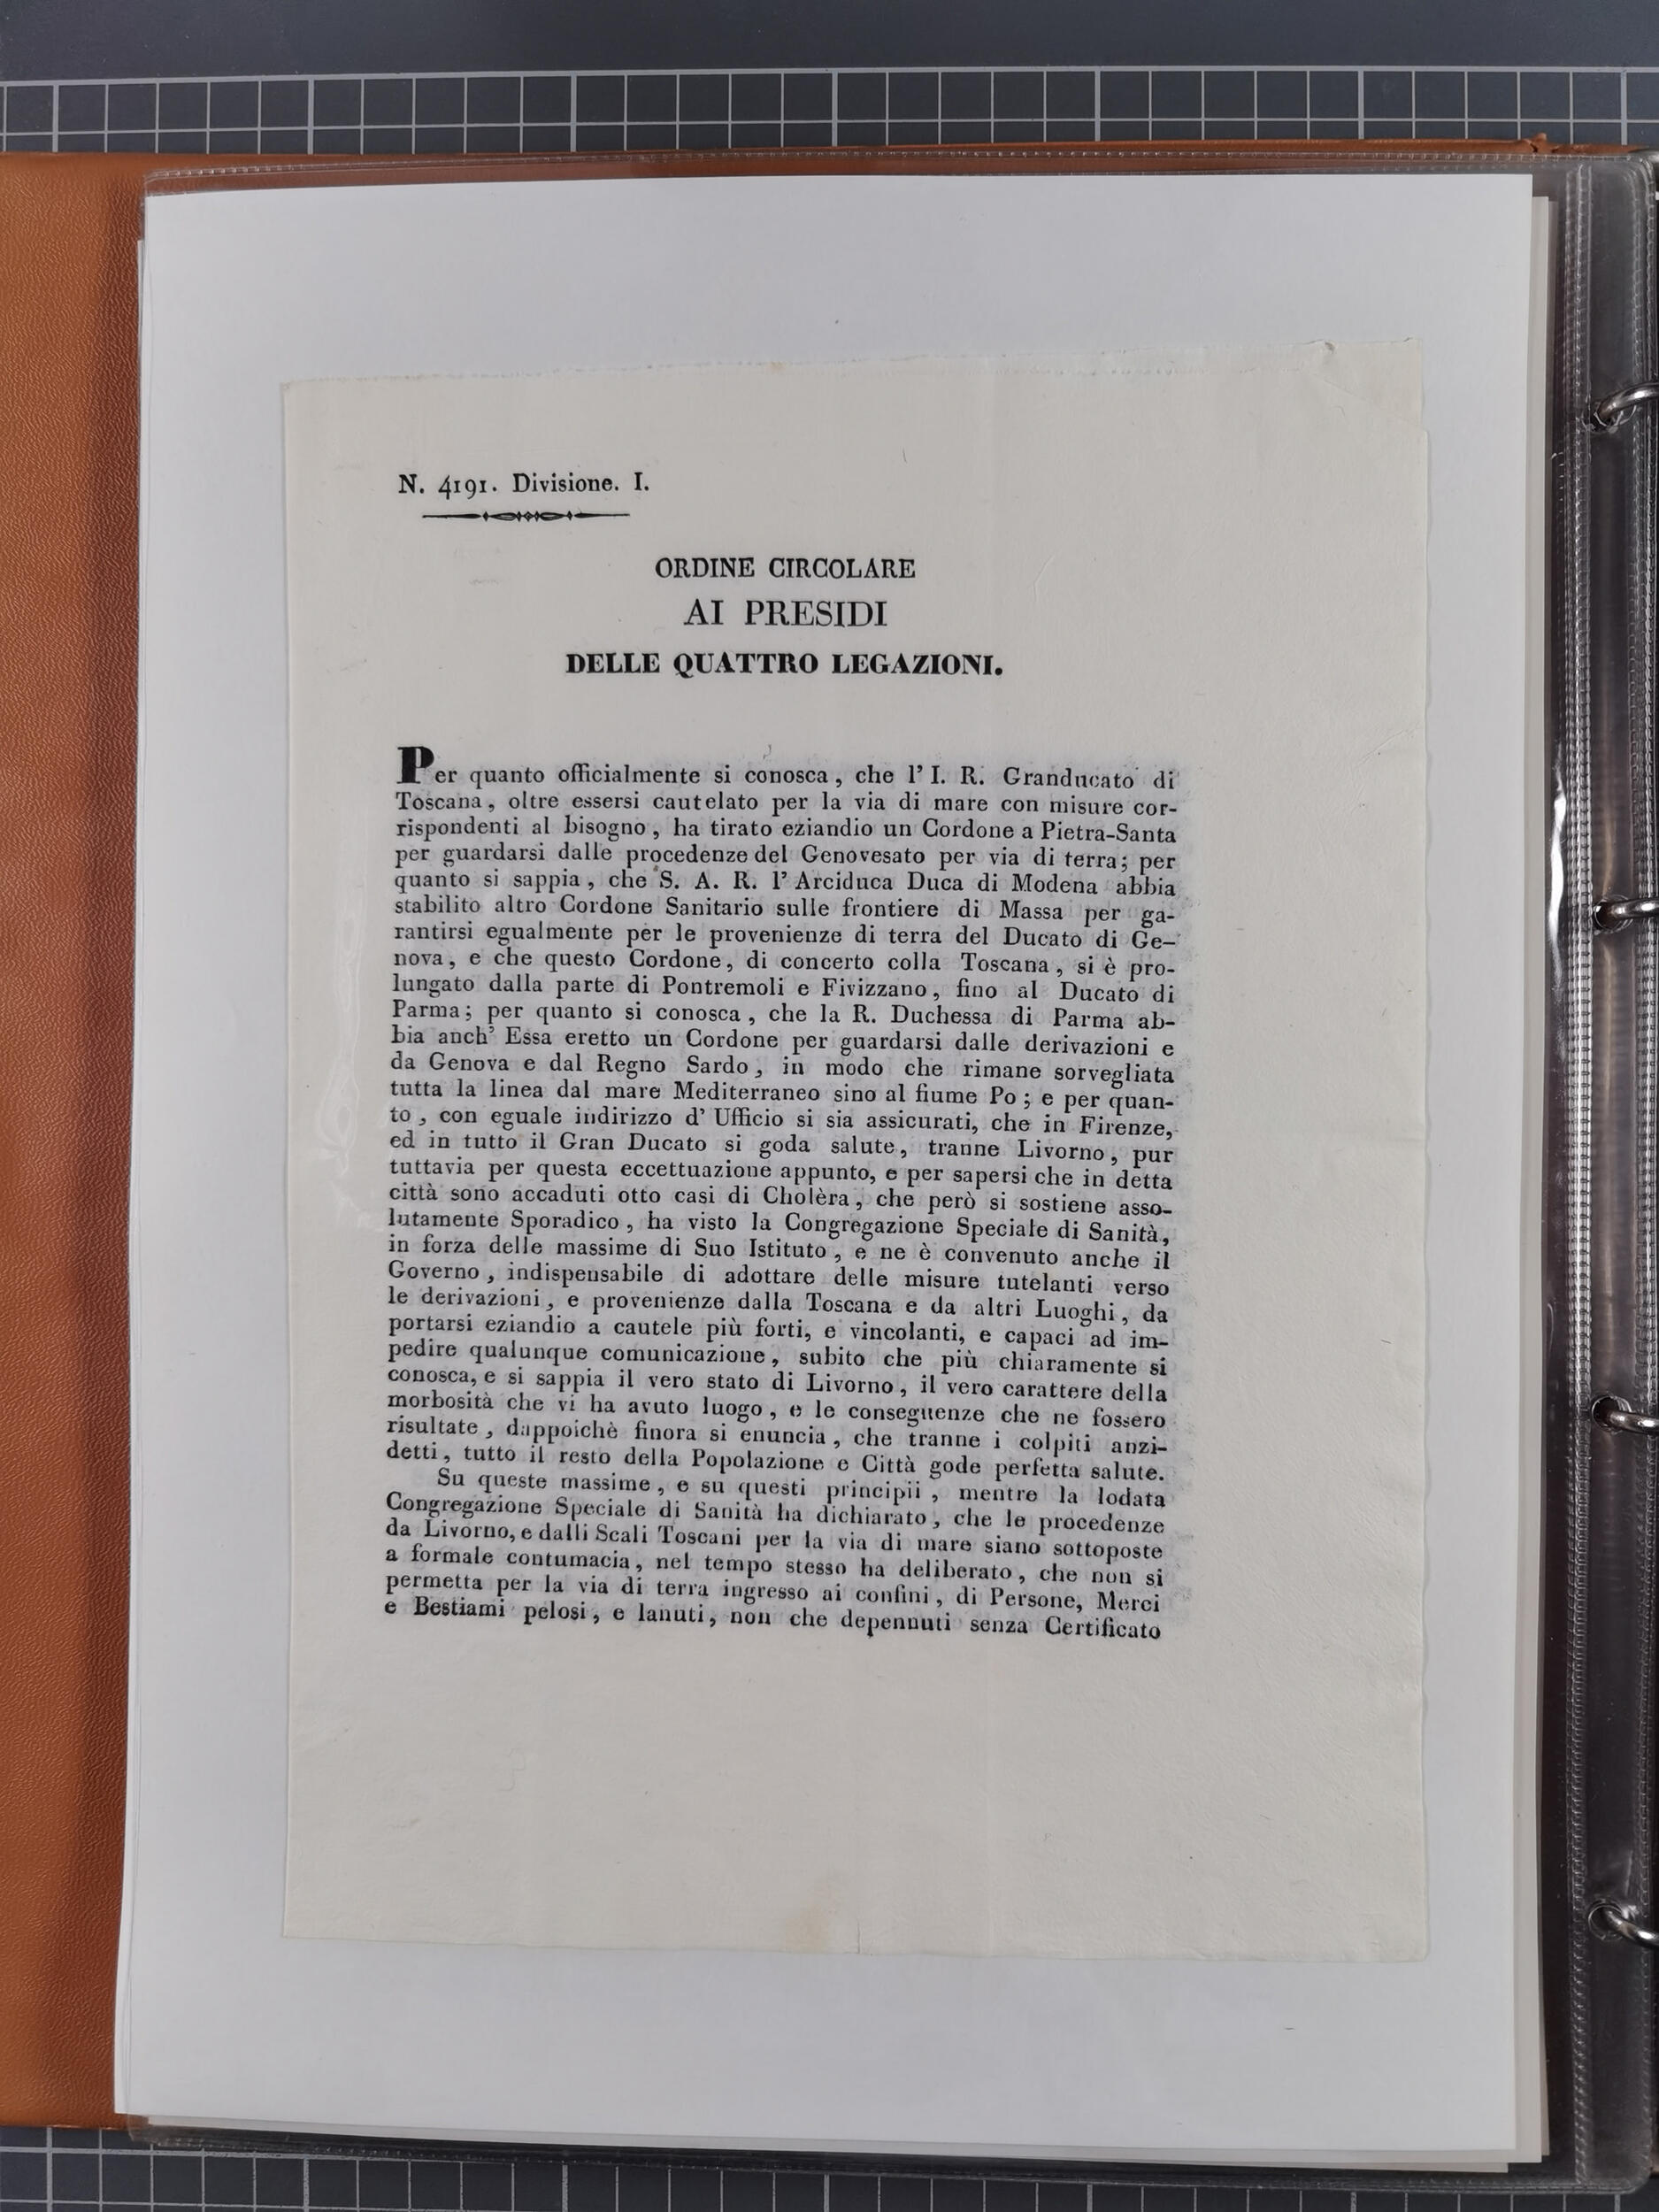 N. 4191. Divisione. I.
ORDINE CIRCOLARE
AI PRESIDI
DELLE QUATTRO LEGAZIONI.
Per quanto officialmente si conosca, che l' I. R. Granducato di
Toscana, oltre essersi cautelato per la via di mare con misure cor-
rispondenti al bisogno, ha tirato eziandio un Cordone a Pietra-Santa
per guardarsi dalle procedenze del Genovesato per via di terra; per
quanto si sappia, che S. A. R. l' Arciduca Duca di Modena abbia
stabilito altro Cordone Sanitario sulle frontiere di Massa per ga-
rantirsi egualmente per le provenienze di terra del Ducato di Ge-
nova, e che questo Cordone, di concerto colla Toscana, si è pro-
lungato dalla parte di Pontremoli e Fivizzano, fino al Ducato di
Parma; per quanto si conosca, che la R. Duchessa di Parma ab-
bia anch' Essa eretto un Cordone per guardarsi dalle derivazioni e
da Genova e dal Regno Sardo, in modo che rimane sorvegliata
tutta la linea dal mare Mediterraneo sino al fiume Po; e per quan-
to, con eguale indirizzo d' Ufficio si sia assicurati, che in Firenze,
ed in tutto il Gran Ducato si goda salute, tranne Livorno, pur
tuttavia per questa eccettuazione appunto, e per sapersi che in detta
città sono accaduti otto casi di Cholèra, che però si sostiene asso-
lutamente Sporadico, ha visto la Congregazione Speciale di Sanità,
in forza delle massime di Suo Istituto, e ne è convenuto anche il
Governo, indispensabile di adottare delle misure tutelanti verso
le derivazioni, e provenienze dalla Toscana e da altri Luoghi, da
portarsi eziandio a cautele più forti, e vincolanti, e capaci ad im-
pedire qualunque comunicazione, subito che più chiaramente si
conosca, e si sappia il vero stato di Livorno, il vero carattere della
morbosità che vi ha avuto luogo, e le conseguenze che ne fossero
risultate, dappoichè finora si enuncia, che tranne i colpiti anzi-
detti, tutto il resto della Popolazione e Città gode perfetta salute.
Su queste massime, e su questi principii, mentre la lodata
Congregazione Speciale di Sanità ha dichiarato, che le procedenze
da Livorno, e dalli Scali Toscani per la via di mare siano sottoposte
a formale contumacia, nel tempo stesso ha deliberato, che non si
permetta per la via di terra ingresso ai confini, di Persone, Merci
e Bestiami pelosi, e lanuti, non che depennuti senza Certificato